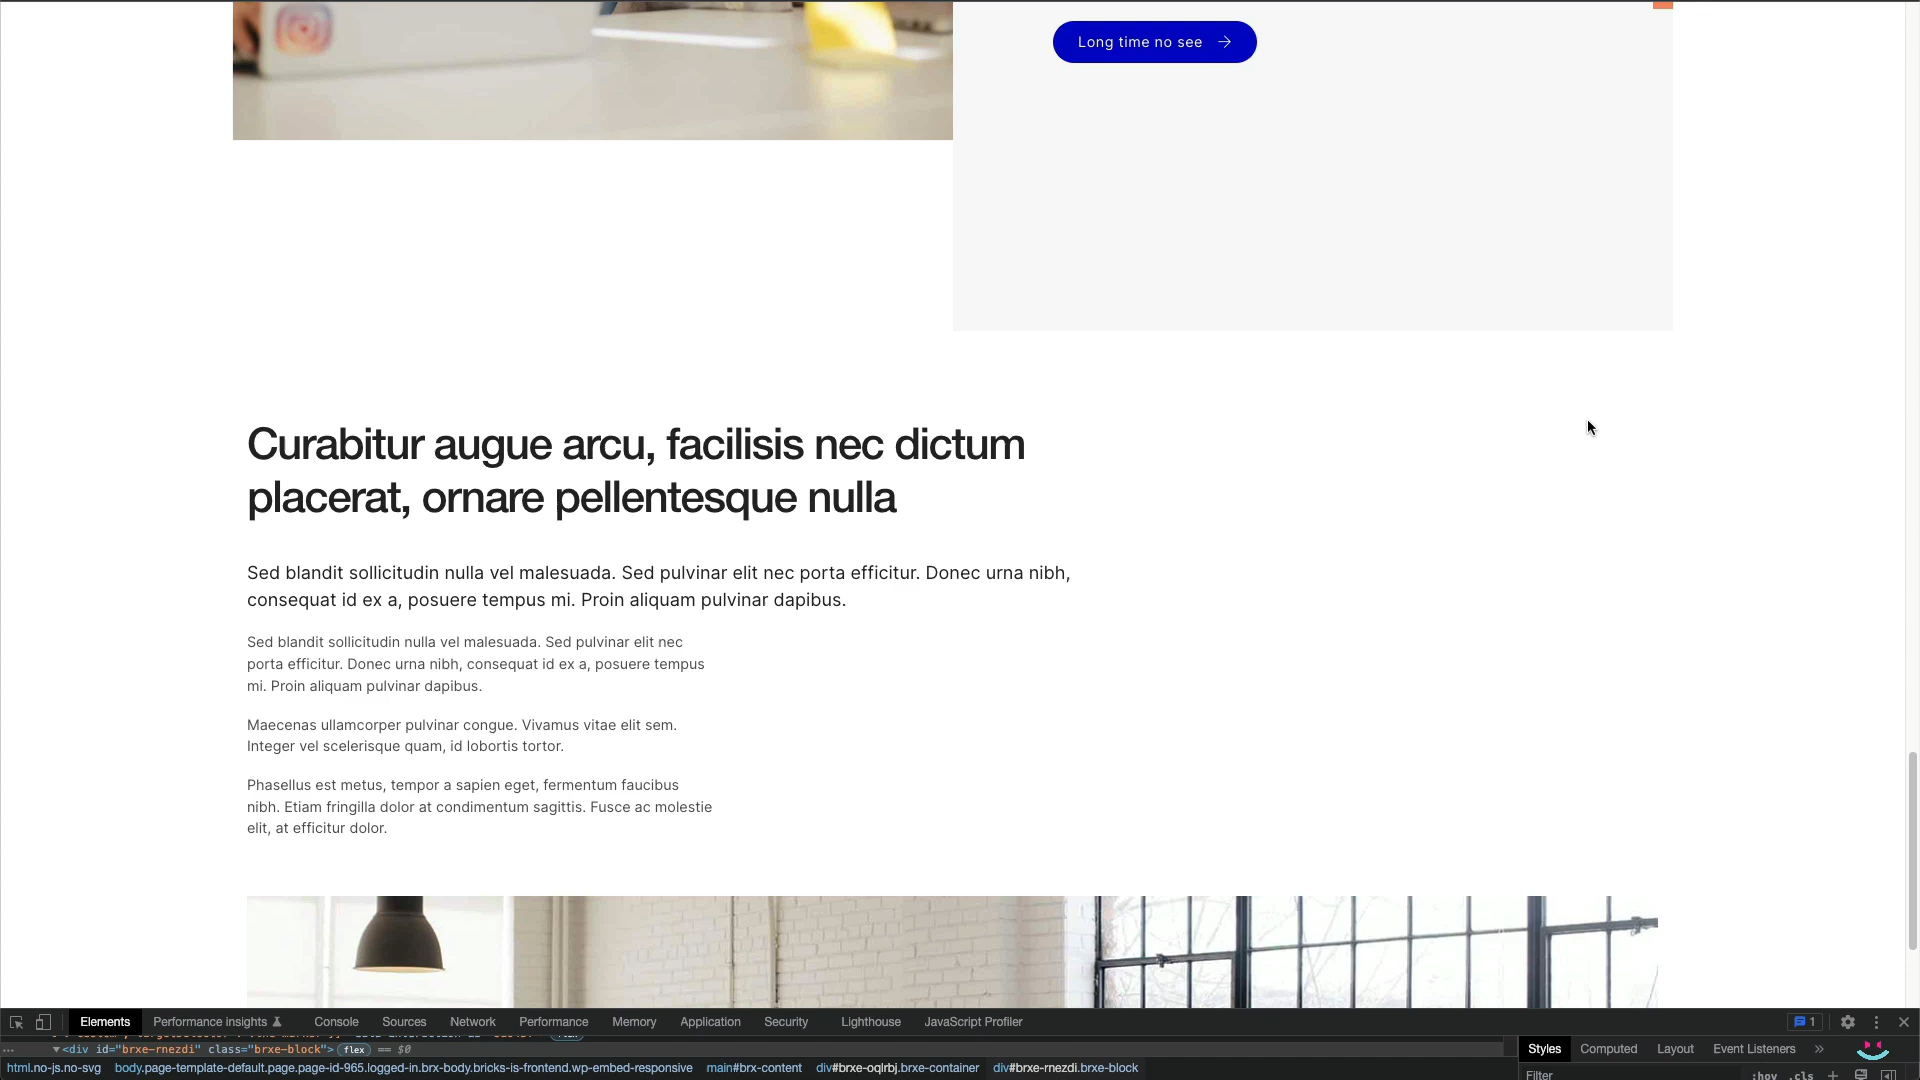 Long time no see
Curabitur augue arcu, facilisis nec dictum
placerat, ornare pellentesque nulla
Sed blandit sollicitudin nulla vel malesuada. Sed pulvinar elit nec porta efficitur. Donec urna nibh,
consequat id ex a, posuere tempus mi. Proin aliquam pulvinar dapibus.
Sed blandit sollicitudin nulla vel malesuada. Sed pulvinar elit nec
porta efficitur. Donec urna nibh, consequat id ex a, posuere tempus
mi. Proin aliquam pulvinar dapibus.
Maecenas ullamcorper pulvinar congue. Vivamus vitae elit sem.
Integer vel scelerisque quam, id lobortis tortor.
Phasellus est metus, tempor a sapien eget, fermentum faucibus
nibh. Etiam fringilla dolor at condimentum sagittis. Fusce ac molestie
elit, at efficitur dolor.
Elements Performance insights Console Sources Network Performance Memory Application Security Lighthouse JavaScript Profiler 1
<div id="brxe-rnezdi" class="brxe-block"> flex == $0
Styles Computed Layout Event Listeners »
html.no-js.no-svg body.page-template-default.page.page-id-965.logged-in.brx-body.bricks-is-frontend.wp-embed-responsive main#brx-content div#brxe-oqlrbj.brxe-container div#brxe-rnezdi.brxe-block
Filter :hov .cls +